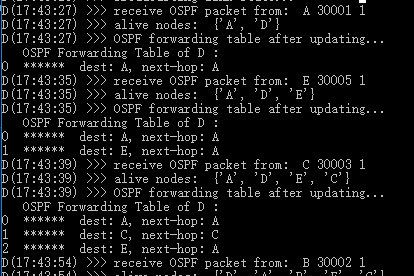 D(17:43:27) >>> receive OSPF packet from:  A 30001 1
D(17:43:27) >>> alive nodes:  {'A', 'D'}
D(17:43:27) >>> OSPF forwarding table after updating...
   OSPF Forwarding Table of D :
0  ******  dest: A, next-hop: A
D(17:43:35) >>> receive OSPF packet from:  E 30005 1
D(17:43:35) >>> alive nodes:  {'A', 'D', 'E'}
D(17:43:35) >>> OSPF forwarding table after updating...
   OSPF Forwarding Table of D :
0  ******  dest: A, next-hop: A
1  ******  dest: E, next-hop: A
D(17:43:39) >>> receive OSPF packet from:  C 30003 1
D(17:43:39) >>> alive nodes:  {'A', 'D', 'E', 'C'}
D(17:43:39) >>> OSPF forwarding table after updating...
   OSPF Forwarding Table of D :
0  ******  dest: A, next-hop: A
1  ******  dest: C, next-hop: C
2  ******  dest: E, next-hop: A
D(17:43:54) >>> receive OSPF packet from:  B 30002 1